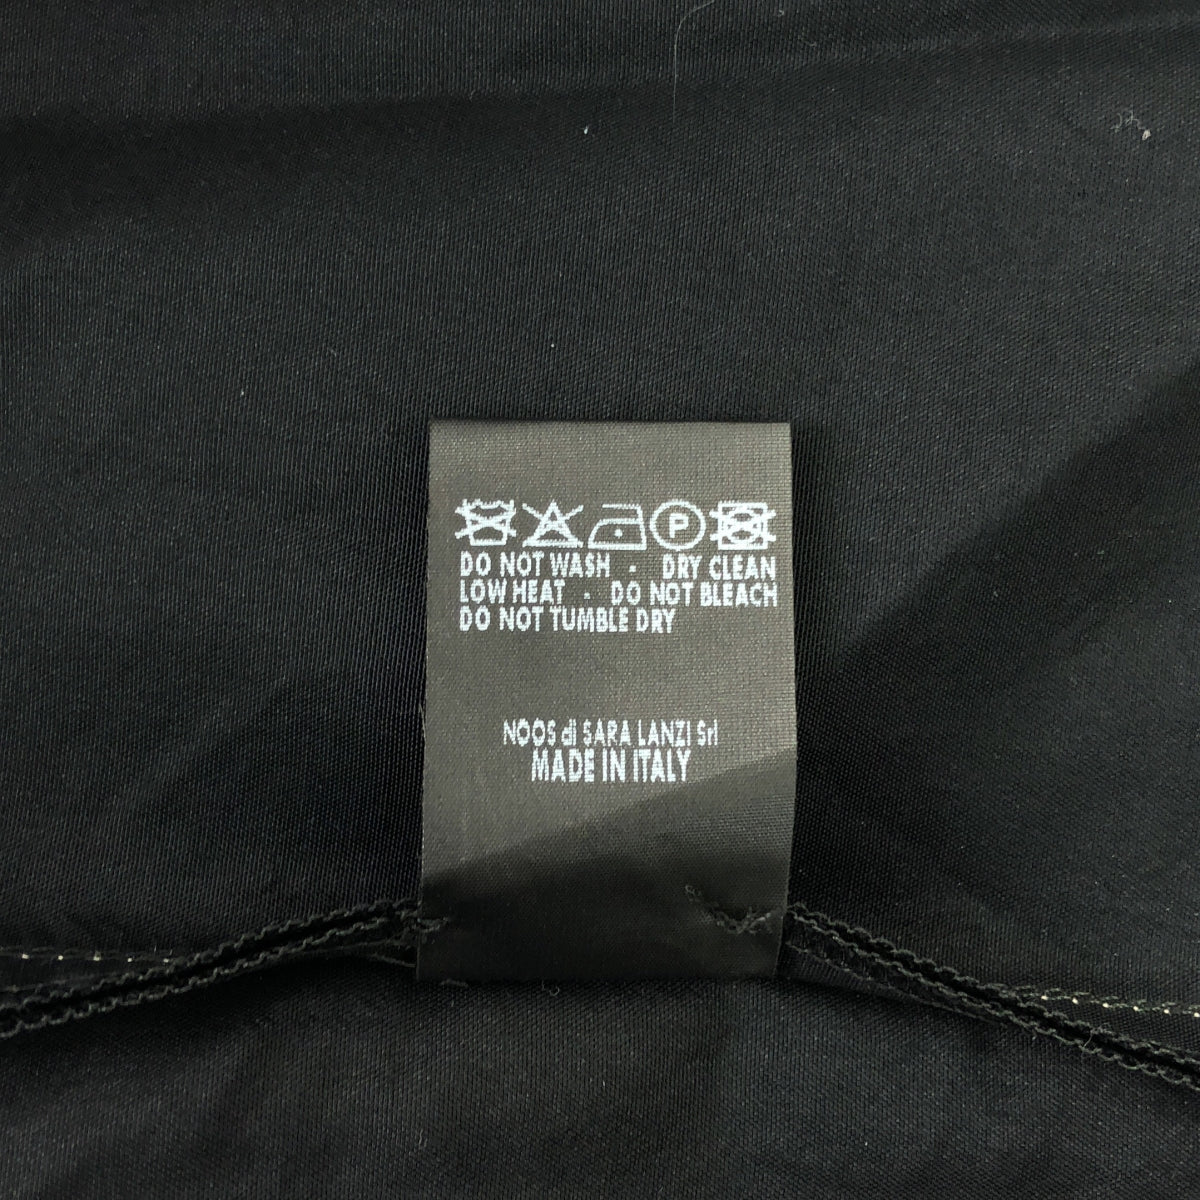 P
DO NOT WASH · DRY CLEAN
LOW HEAT · DO NOT BLEACH
DO NOT TUMBLE DRY
NOOS di SARA LANZI Srl
MADE IN ITALY